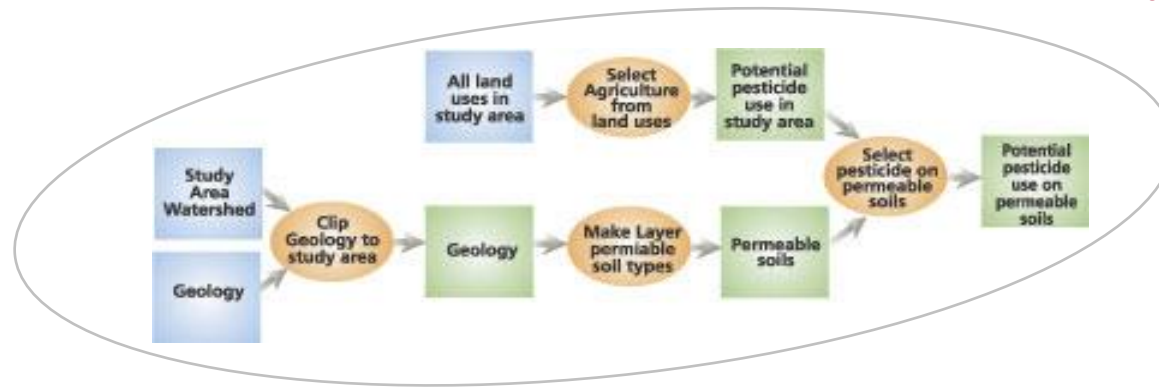 All land
uses in
study area
Select
Agriculture
from
land uses
Potential
pesticide
use in
study area
Study
Area
Watershed
Geology
Clip
Geology to
study area
Geology
Make Layer
permiable
soil types
Permeable
soils
Select
pesticide on
permeable
soils
Potential
pesticide
use on
permeable
soils